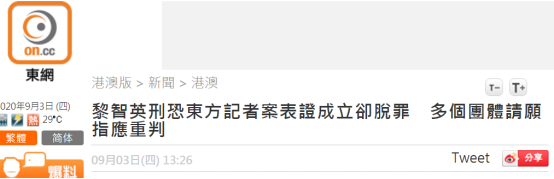 on.cc
東網
020年9月3日 (四)
29℃
繁體 简体
爆料
港澳版 > 新聞 > 港澳
T- T+
黎智英刑恐東方記者案表證成立卻脫罪 多個團體請願
指應重判
09月03日(四) 13:26
Tweet 分享